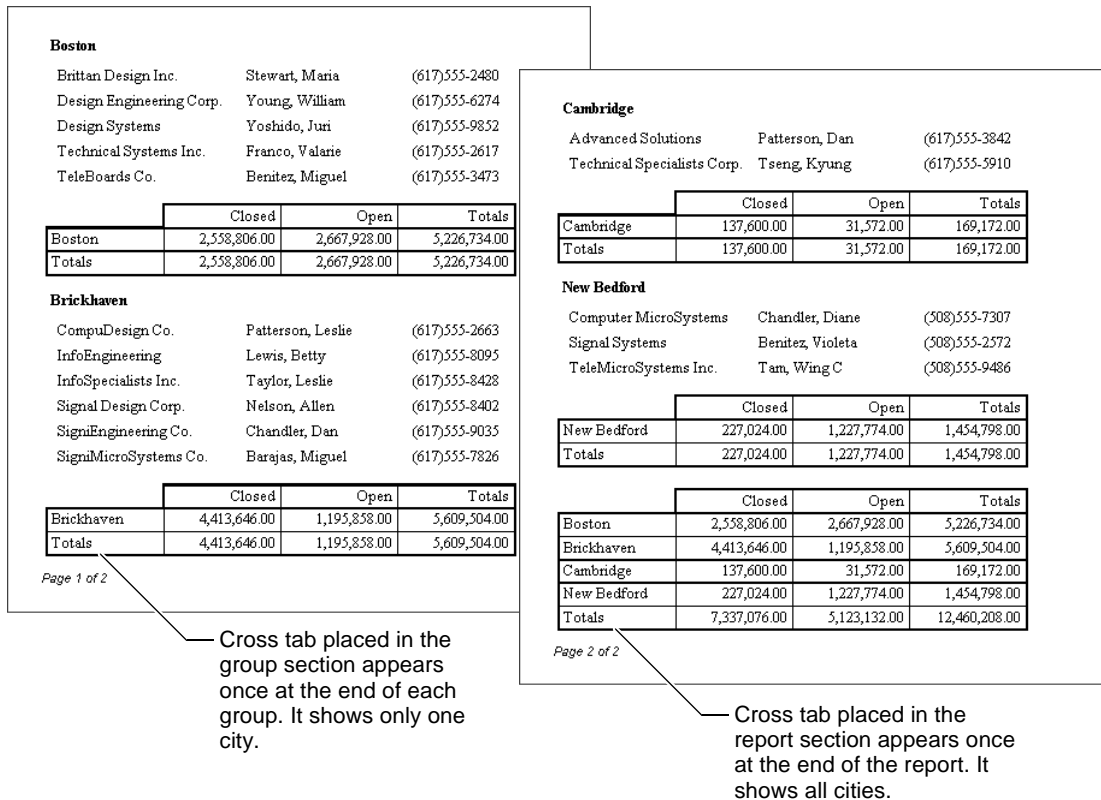 Boston
Brittan Design Inc. Stewart, Maria (617)555-2480
Design Engineering Corp. Young, William (617)555-6274
Design Systems Yoshido, Juri (617)555-9852
Technical Systems Inc. Franco, Valarie (617)555-2617
TeleBoards Co. Benitez, Miguel (617)555-3473
Closed Open Totals
Boston 2,558,806.00 2,667,928.00 5,226,734.00
Totals 2,558,806.00 2,667,928.00 5,226,734.00
Brickhaven
CompuDesign Co. Patterson, Leslie (617)555-2663
InfoEngineering Lewis, Betty (617)555-8095
InfoSpecialists Inc. Taylor, Leslie (617)555-8428
Signal Design Corp. Nelson, Allen (617)555-8402
SigniEngineering Co. Chandler, Dan (617)555-9035
SigniMicroSystems Co. Barajas, Miguel (617)555-7826
Closed Open Totals
Brickhaven 4,413,646.00 1,195,858.00 5,609,504.00
Totals 4,413,646.00 1,195,858.00 5,609,504.00
Page 1 of 2
Cross tab placed in the
group section appears
once at the end of each
group. It shows only one
city.
Cambridge
Advanced Solutions Patterson, Dan (617)555-3842
Technical Specialists Corp. Tseng, Kyung (617)555-5910
Closed Open Totals
Cambridge 137,600.00 31,572.00 169,172.00
Totals 137,600.00 31,572.00 169,172.00
New Bedford
Computer MicroSystems Chandler, Diane (508)555-7307
Signal Systems Benitez, Violeta (508)555-2572
TeleMicroSystems Inc. Tam, Wing C (508)555-9486
Closed Open Totals
New Bedford 227,024.00 1,227,774.00 1,454,798.00
Totals 227,024.00 1,227,774.00 1,454,798.00
Closed Open Totals
Boston 2,558,806.00 2,667,928.00 5,226,734.00
Brickhaven 4,413,646.00 1,195,858.00 5,609,504.00
Cambridge 137,600.00 31,572.00 169,172.00
New Bedford 227,024.00 1,227,774.00 1,454,798.00
Totals 7,337,076.00 5,123,132.00 12,460,208.00
Page 2 of 2
Cross tab placed in the
report section appears once
at the end of the report. It
shows all cities.